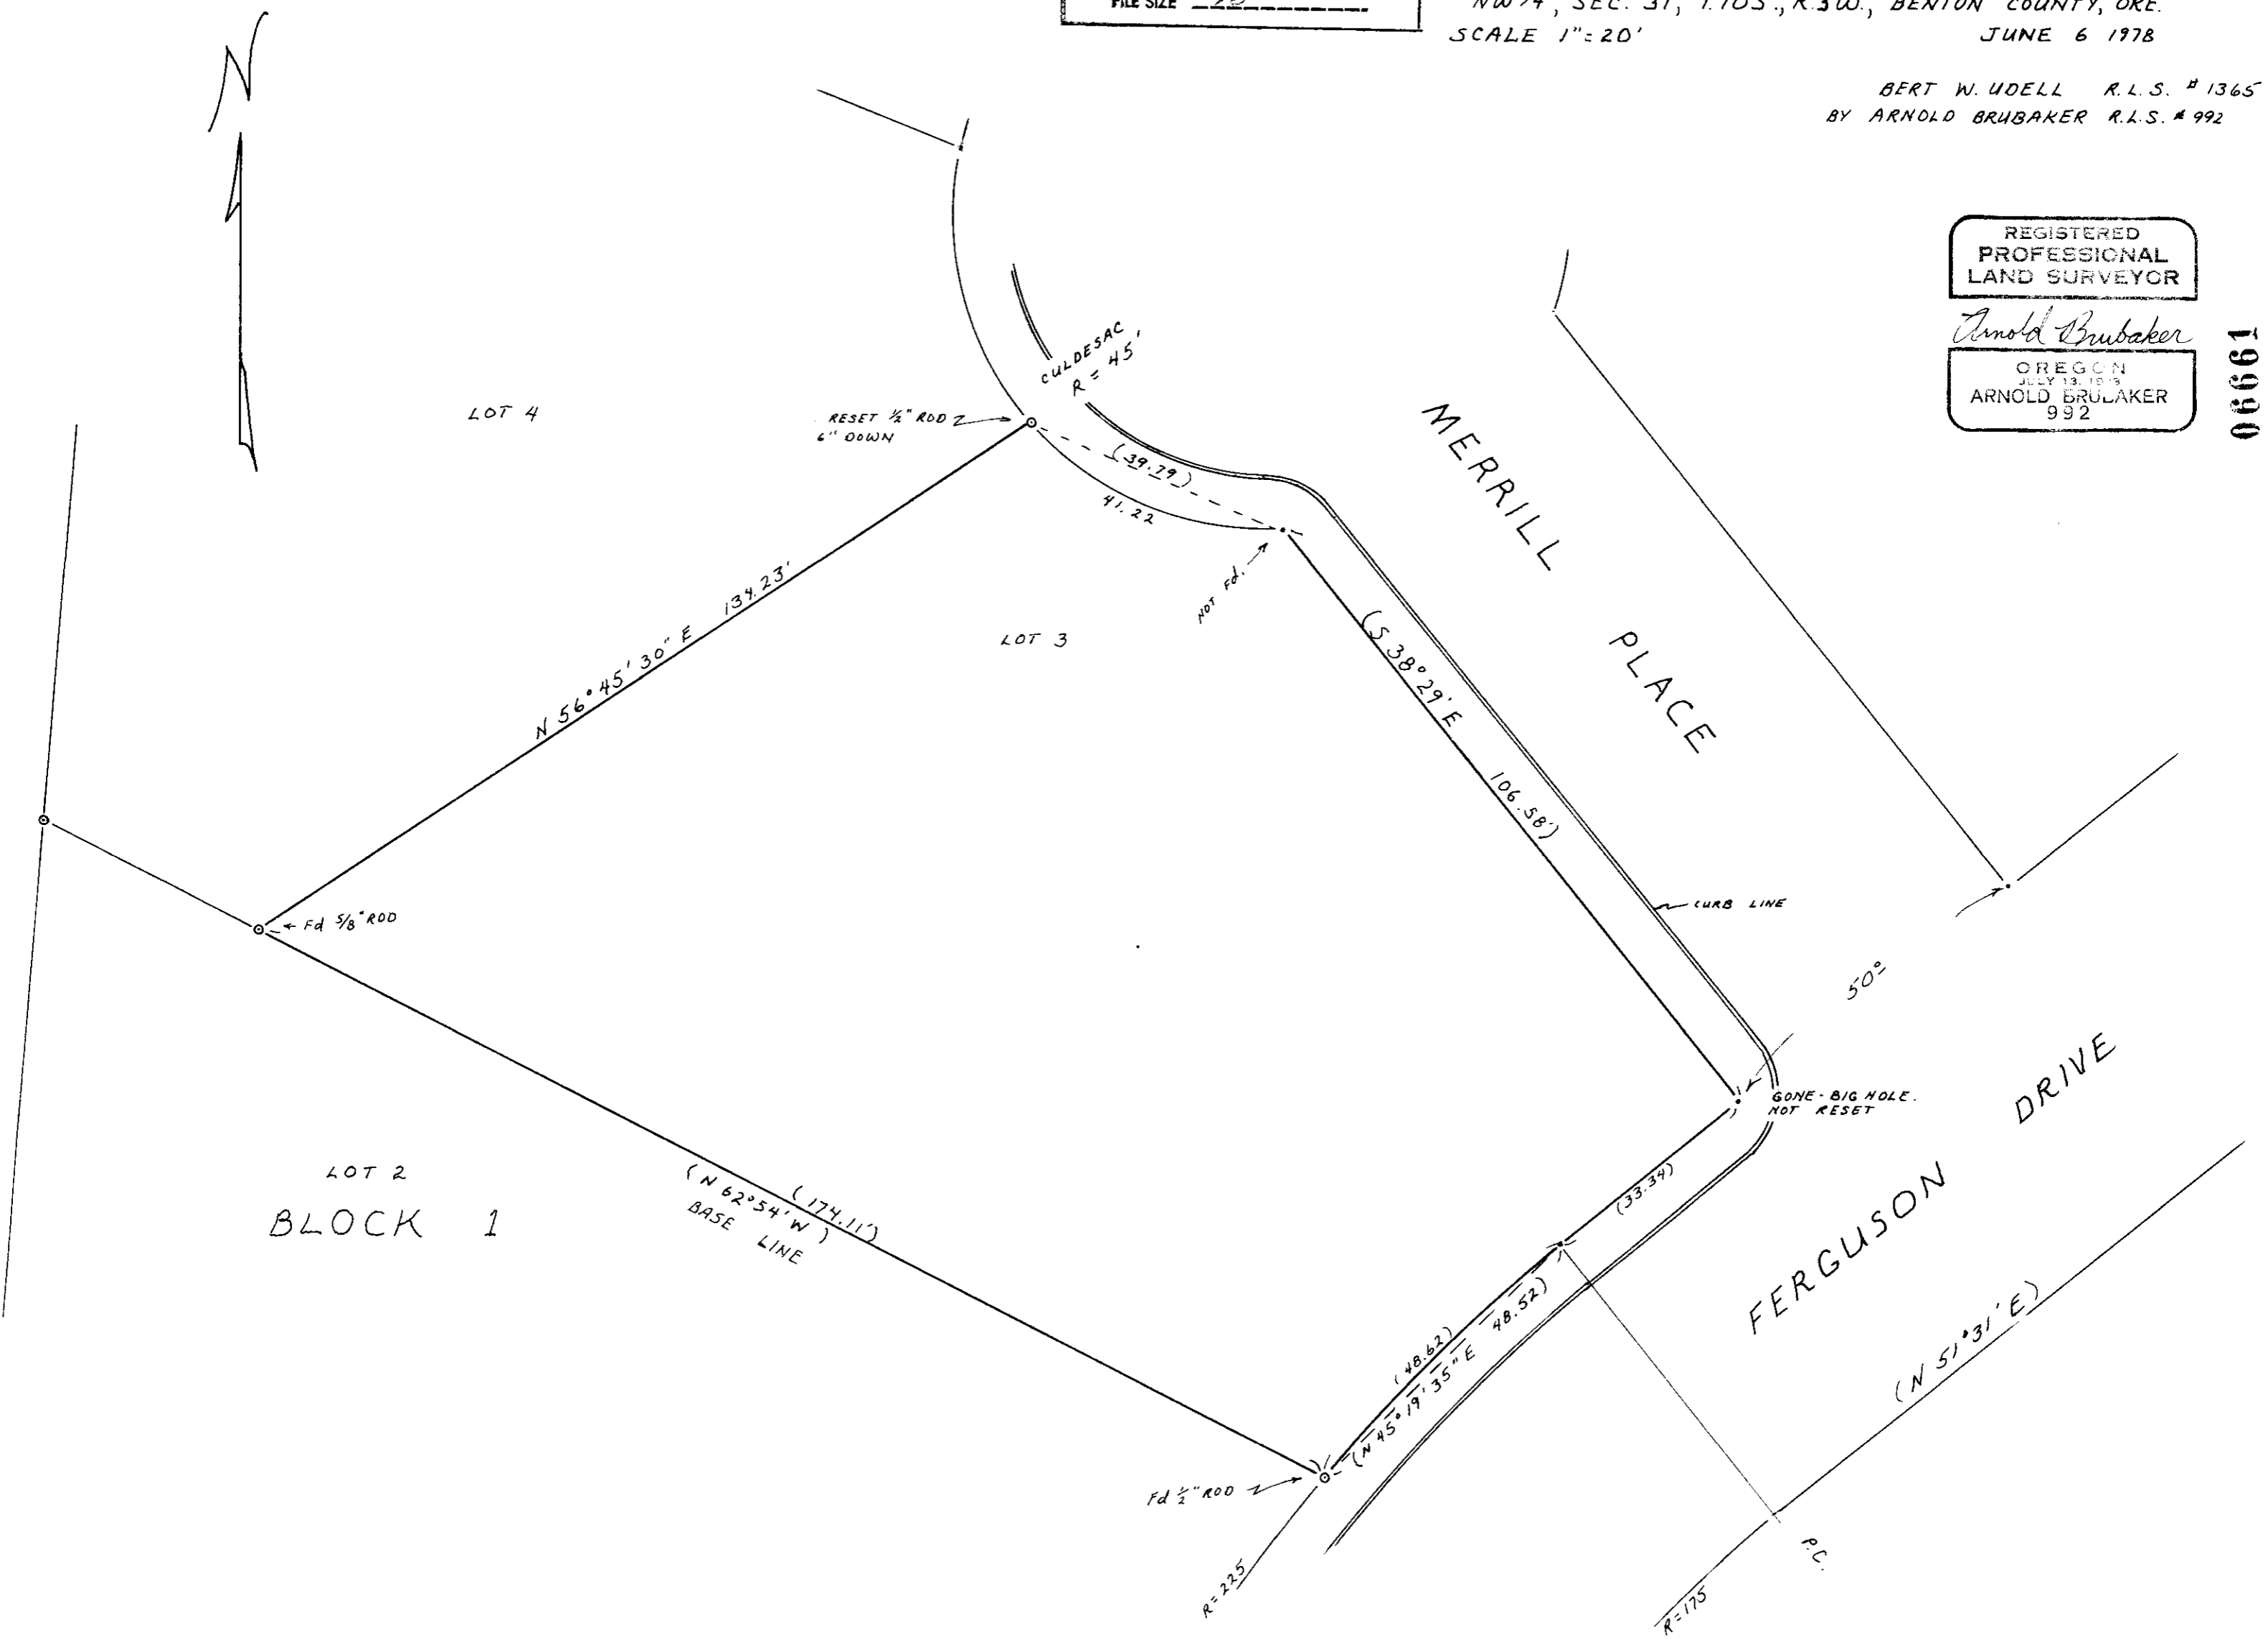 FILE SIZE
NW 1/4, SEC. 31, T.10S., R.3W., BENTON COUNTY, ORE.
SCALE 1"=20' JUNE 6 1978
BERT W. UDELL R.L.S. # 1365
BY ARNOLD BRUBAKER R.L.S. # 992
N
REGISTERED
PROFESSIONAL
LAND SURVEYOR
Arnold Brubaker
OREGON
JULY 13,
ARNOLD BRUBAKER
992
06661
CULDESAC
R = 45'
LOT 4
RESET 1/2" ROD
6" DOWN
(39.79)
41.22
NOT Fd.
MERRILL PLACE
N 56° 45' 30" E 134.23'
LOT 3
(S 38° 29' E 106.58')
CURB LINE
Fd 5/8" ROD
50°
GONE - BIG HOLE.
NOT RESET
FERGUSON DRIVE
LOT 2
BLOCK 1
(N 62° 54' W) (174.11')
BASE LINE
(33.34)
(48.62)
(N 45° 19' 35" E 48.52)
(N 51° 31' E)
Fd 1/2" ROD
R=225
P.C.
R=175